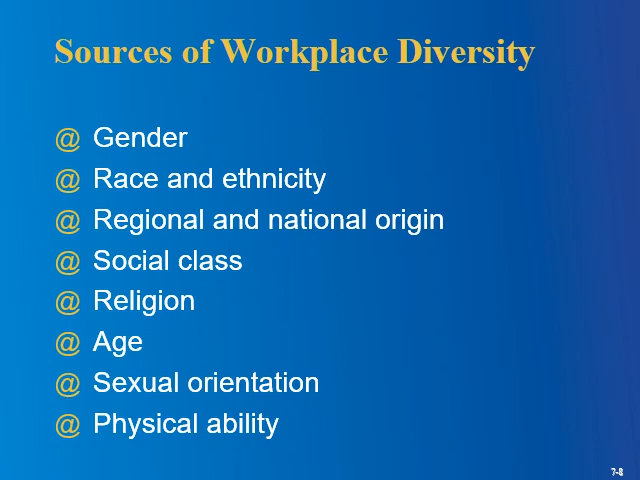 Sources of Workplace Diversity
@ Gender
@ Race and ethnicity
@ Regional and national origin
@ Social class
@ Religion
@ Age
@ Sexual orientation
@ Physical ability
7-8